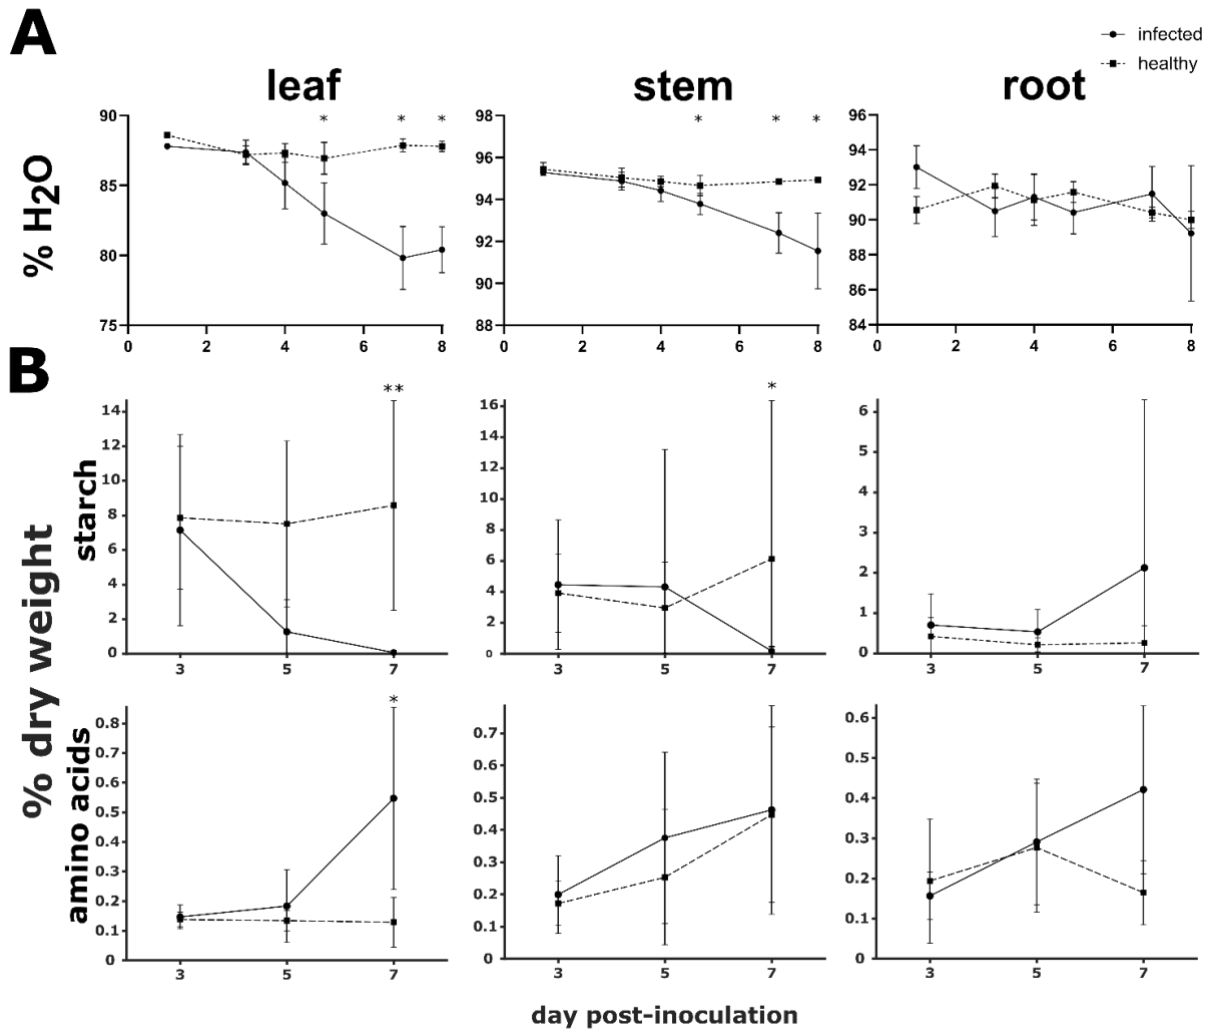 A
infected
healthy
leaf
stem
root
% H2O
90
85
80
75
0 2 4 6 8
* * *
98
96
94
92
90
88
0 2 4 6 8
* * *
96
94
92
90
88
86
84
0 2 4 6 8
B
% dry weight
starch
14
12
10
8
6
4
2
0
3 5 7
**
16
14
12
10
8
6
4
2
0
3 5 7
*
6
5
4
3
2
1
0
3 5 7
amino acids
0.8
0.7
0.6
0.5
0.4
0.3
0.2
0.1
0
3 5 7
*
0.7
0.6
0.5
0.4
0.3
0.2
0.1
0
3 5 7
0.6
0.5
0.4
0.3
0.2
0.1
0
3 5 7
day post-inoculation